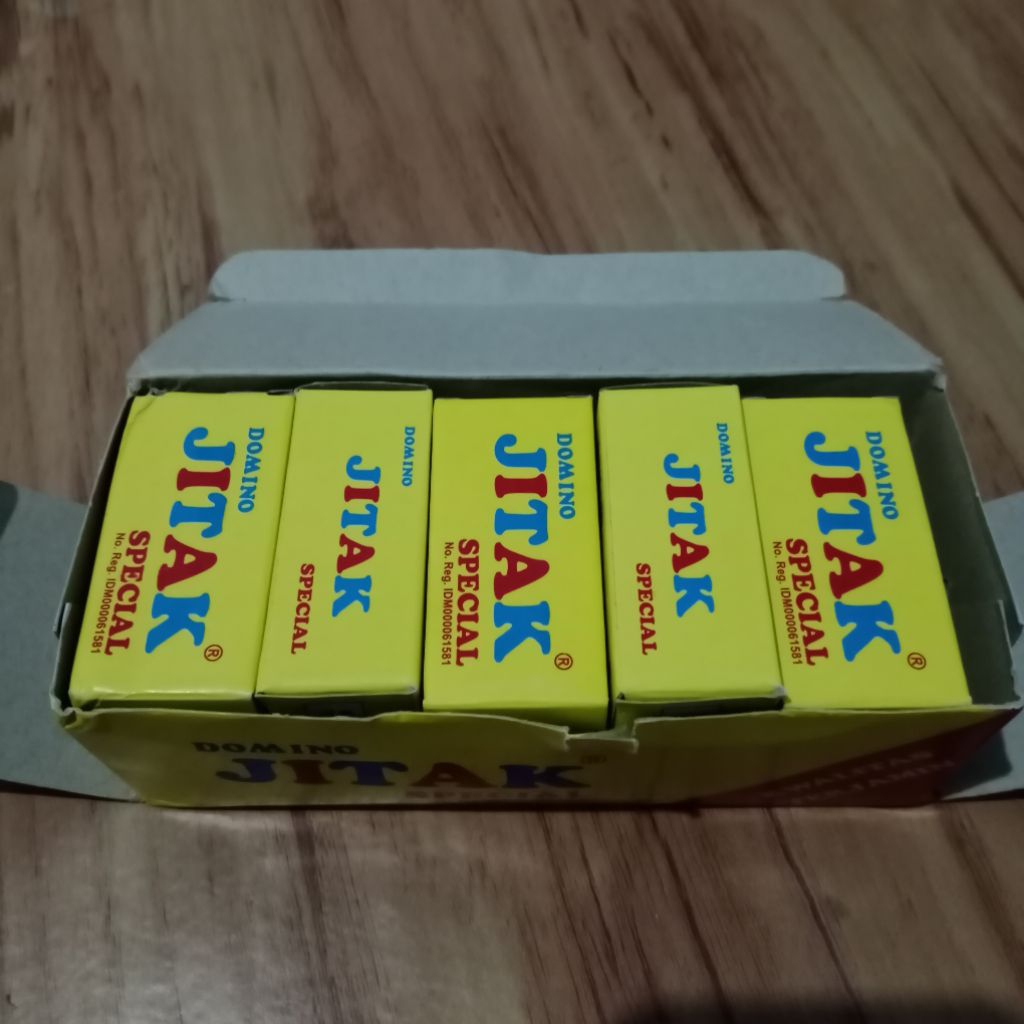 DOMINO
JITAK®
SPECIAL
No. Reg. IDM000061581
DOMINO
JITAK
SPECIAL
DOMINO
JITAK®
SPECIAL
No. Reg. IDM000061581
DOMINO
JITAK
SPECIAL
DOMINO
JITAK®
SPECIAL
No. Reg. IDM000061581
DOMINO
JITAK®
SPECIAL